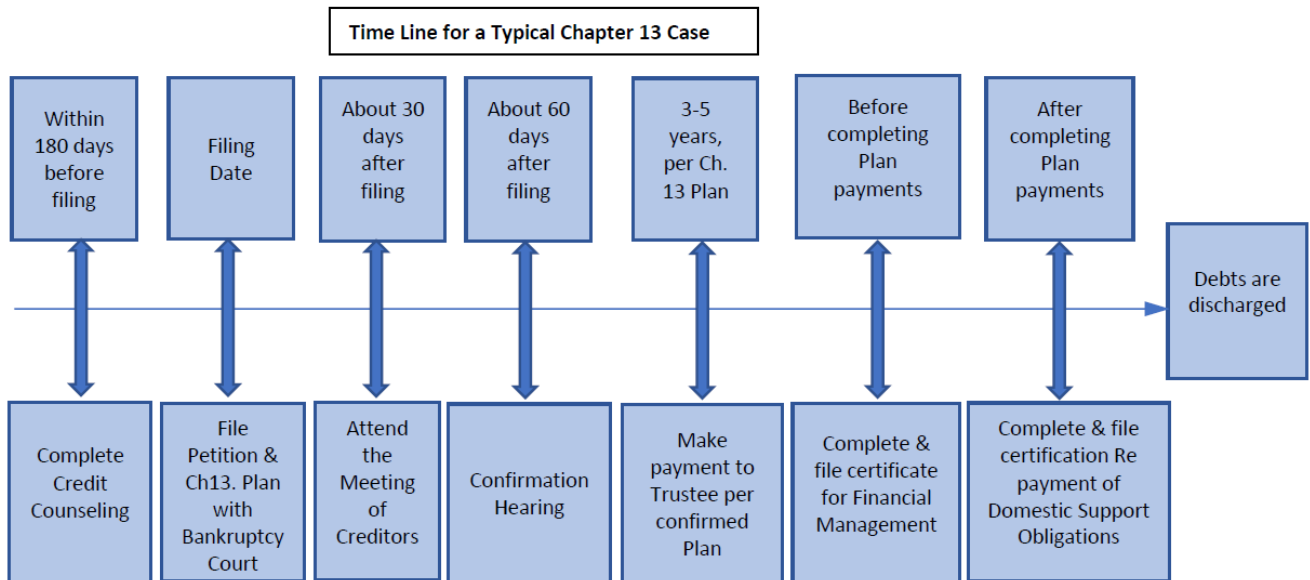 Time Line for a Typical Chapter 13 Case
Within
180 days
before
filing
Filing
Date
About 30
days
after
filing
About 60
days
after
filing
3-5
years,
per Ch.
13 Plan
Before
completing
Plan
payments
After
completing
Plan
payments
Debts are
discharged
Complete
Credit
Counseling
File
Petition &
Ch13. Plan
with
Bankruptcy
Court
Attend
the
Meeting
of
Creditors
Confirmation
Hearing
Make
payment to
Trustee per
confirmed
Plan
Complete &
file certificate
for Financial
Management
Complete & file
certification Re
payment of
Domestic Support
Obligations